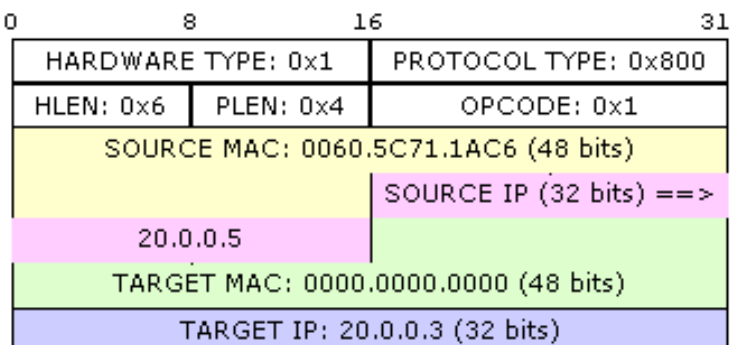 0 8 16 31
HARDWARE TYPE: 0x1 PROTOCOL TYPE: 0x800
HLEN: 0x6 PLEN: 0x4 OPCODE: 0x1
SOURCE MAC: 0060.5C71.1AC6 (48 bits)
SOURCE IP (32 bits) ==>
20.0.0.5
TARGET MAC: 0000.0000.0000 (48 bits)
TARGET IP: 20.0.0.3 (32 bits)